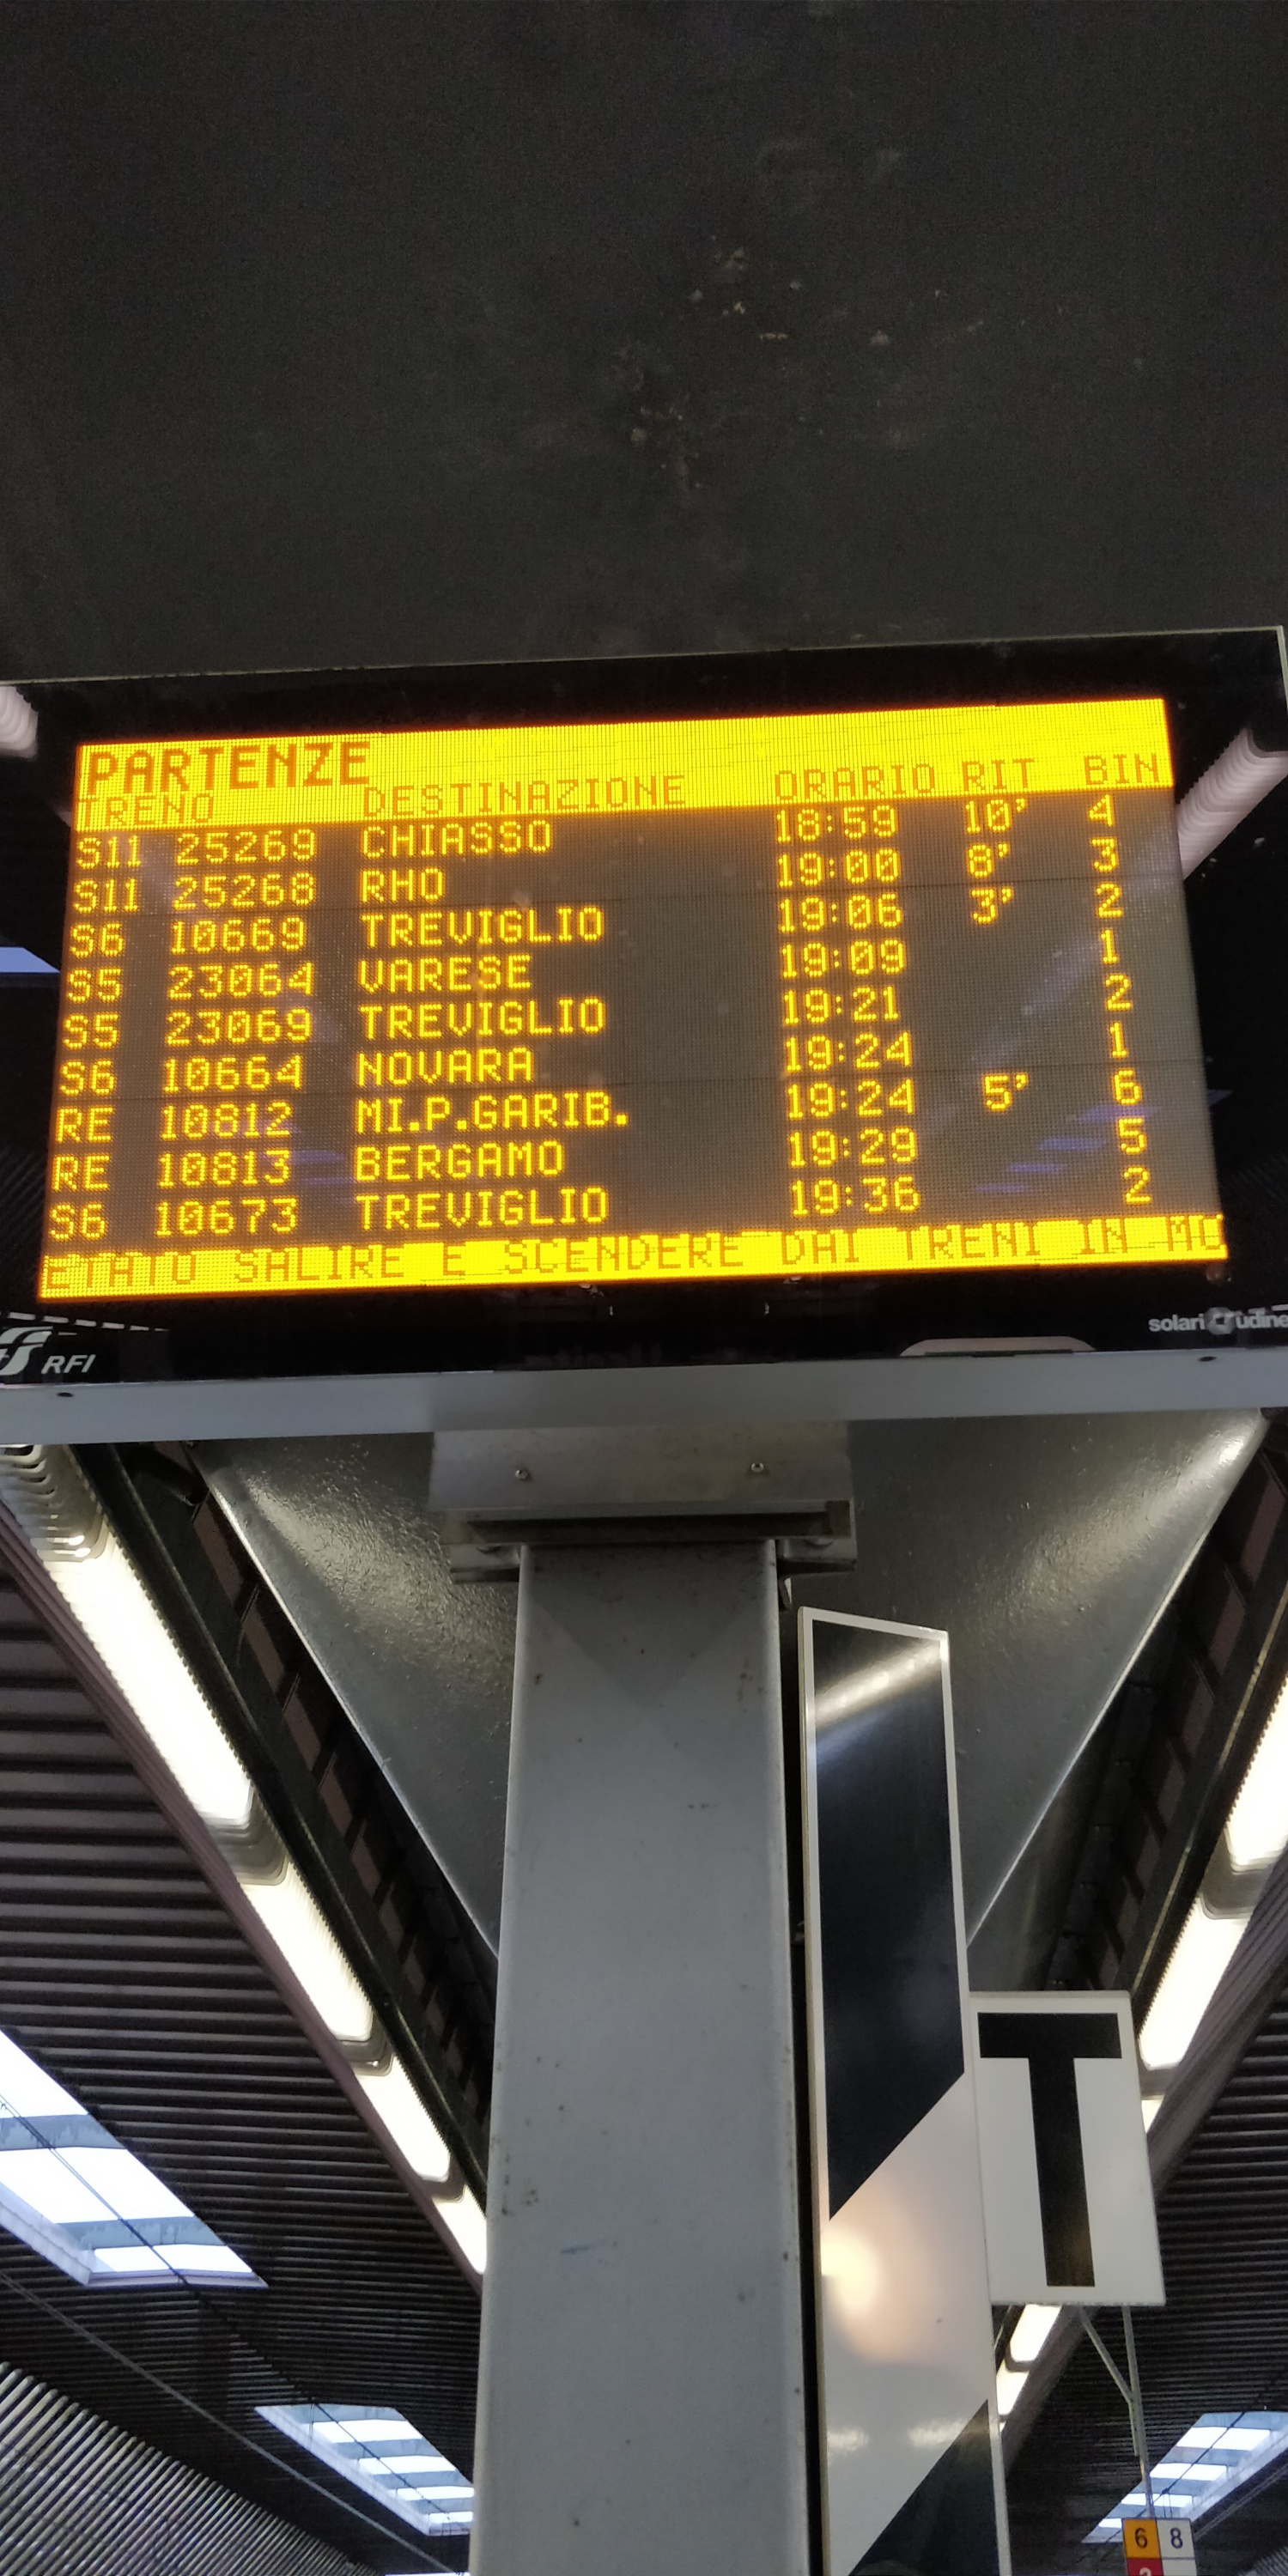 PARTENZE
TRENO DESTINAZIONE ORARIO RIT BIN
S11 25269 CHIASSO 18:59 10' 4
S11 25268 RHO 19:00 8' 3
S6 10669 TREVIGLIO 19:06 3' 2
S5 23064 VARESE 19:09 1
S5 23069 TREVIGLIO 19:21 2
S6 10664 NOVARA 19:24 1
RE 10812 MI.P.GARIB. 19:24 5' 6
RE 10813 BERGAMO 19:29 5
S6 10673 TREVIGLIO 19:36 2
ETATO SALIRE E SCENDERE DAI TRENI IN MO
RFI
solari udine
T
6 8